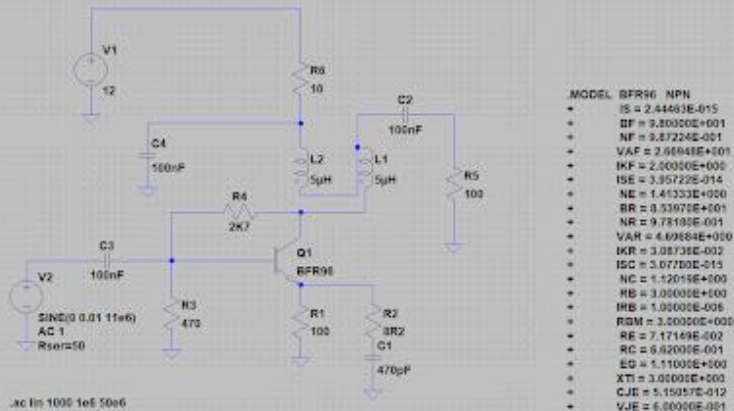 V1
12
R6
10
C2
100nF
C4
100nF
L2
5µH
L1
5µH
R5
100
R4
2K7
C3
100nF
Q1
BFR96
V2
SINE(0 0.01 11e6)
AC 1
Rser=50
R3
470
R1
100
R2
8R2
C1
470pF
.ac lin 1000 1e6 50e6
.MODEL BFR96 NPN
+ IS = 2.44463E-015
+ BF = 9.80000E+001
+ NF = 9.87224E-001
+ VAF = 2.66948E+001
+ IKF = 2.00000E+000
+ ISE = 3.95722E-014
+ NE = 1.41333E+000
+ BR = 8.53970E+001
+ NR = 9.78180E-001
+ VAR = 4.69684E+000
+ IKR = 3.08736E-002
+ ISC = 3.07780E-015
+ NC = 1.12019E+000
+ RB = 3.00000E+000
+ IRB = 1.00000E-006
+ RBM = 3.00000E+000
+ RE = 7.17149E-002
+ RC = 6.62000E-001
+ EG = 1.11000E+000
+ XTI = 3.00000E+000
+ CJE = 5.15057E-012
+ VJE = 6.00000E-001